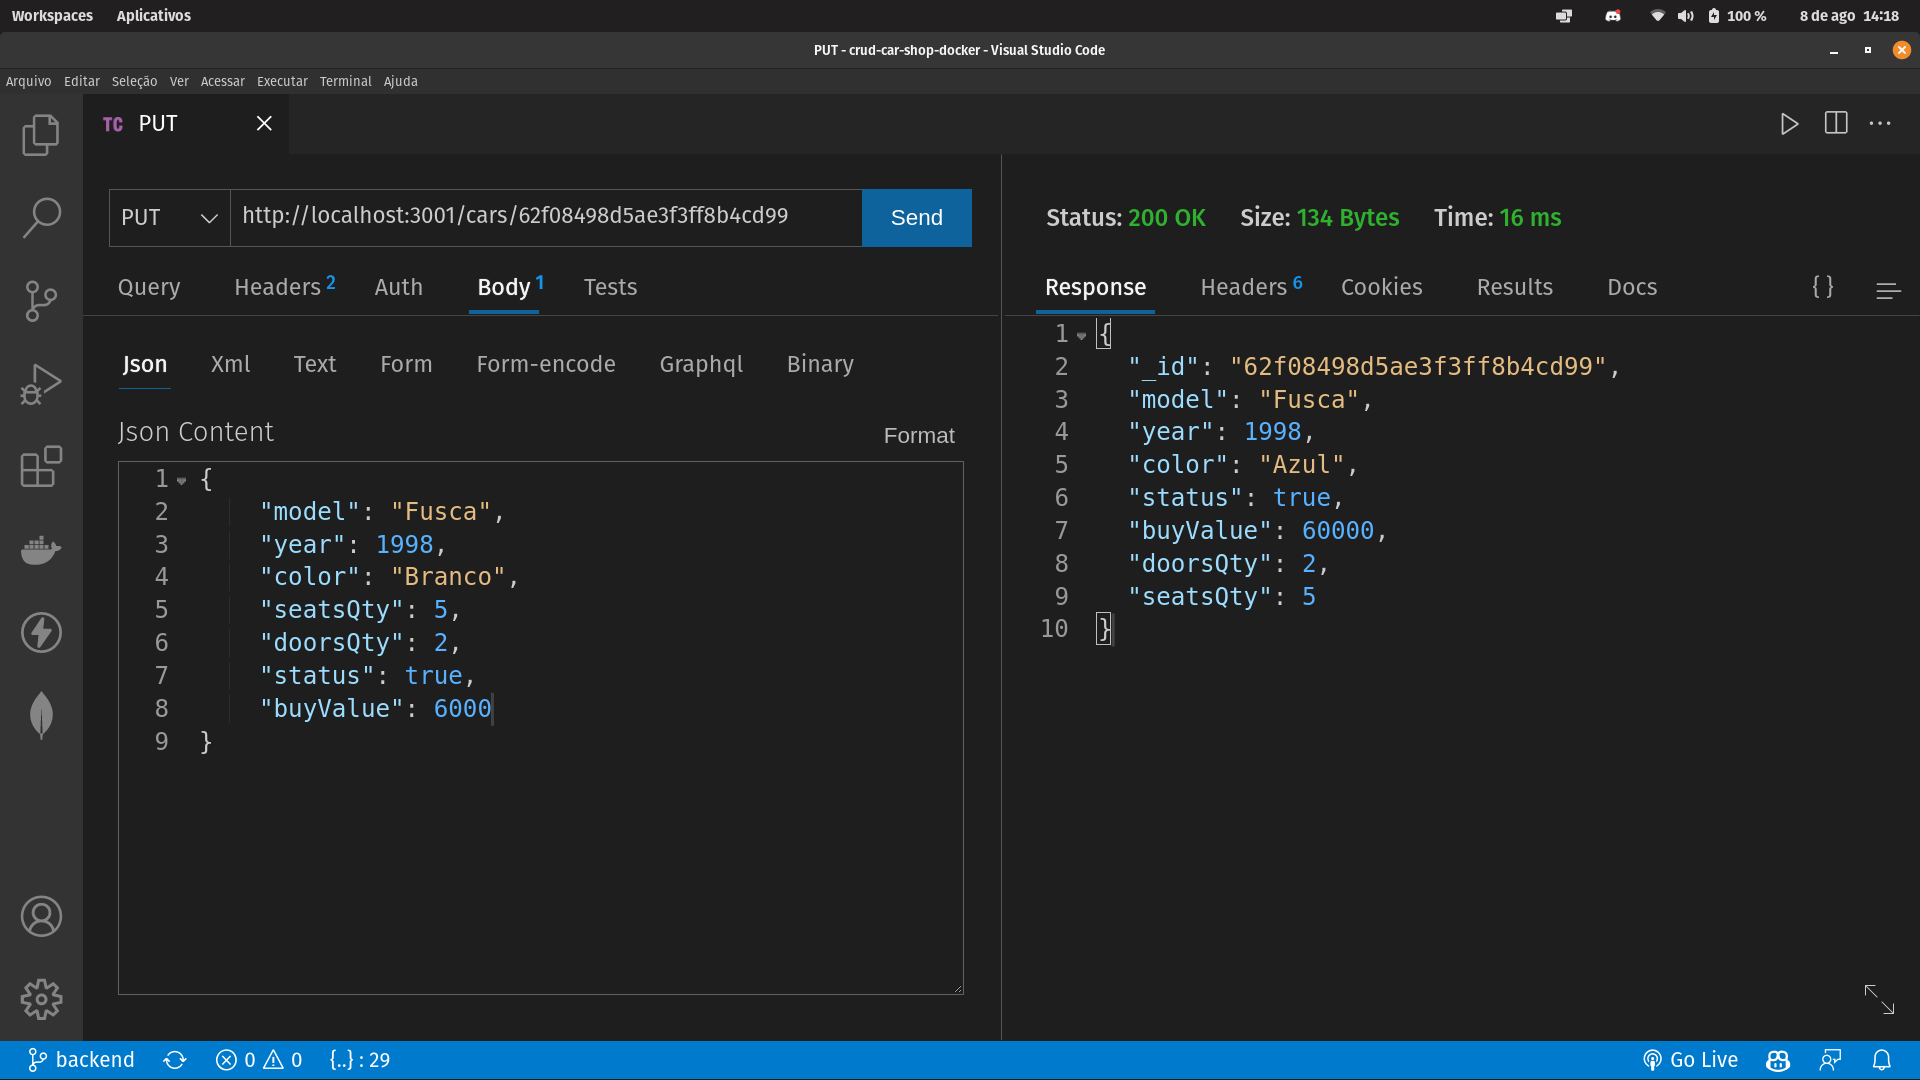 Workspaces Aplicativos 100 % 8 de ago 14:18
PUT - crud-car-shop-docker - Visual Studio Code
Arquivo Editar Seleção Ver Acessar Executar Terminal Ajuda
TC PUT
PUT http://localhost:3001/cars/62f08498d5ae3f3ff8b4cd99 Send
Query Headers 2 Auth Body 1 Tests
Json Xml Text Form Form-encode Graphql Binary
Json Content Format
1 {
2 "model": "Fusca",
3 "year": 1998,
4 "color": "Branco",
5 "seatsQty": 5,
6 "doorsQty": 2,
7 "status": true,
8 "buyValue": 6000
9 }
Status: 200 OK Size: 134 Bytes Time: 16 ms
Response Headers 6 Cookies Results Docs { }
1 {
2 "_id": "62f08498d5ae3f3ff8b4cd99",
3 "model": "Fusca",
4 "year": 1998,
5 "color": "Azul",
6 "status": true,
7 "buyValue": 60000,
8 "doorsQty": 2,
9 "seatsQty": 5
10 }
backend 0 0 {..} : 29 Go Live